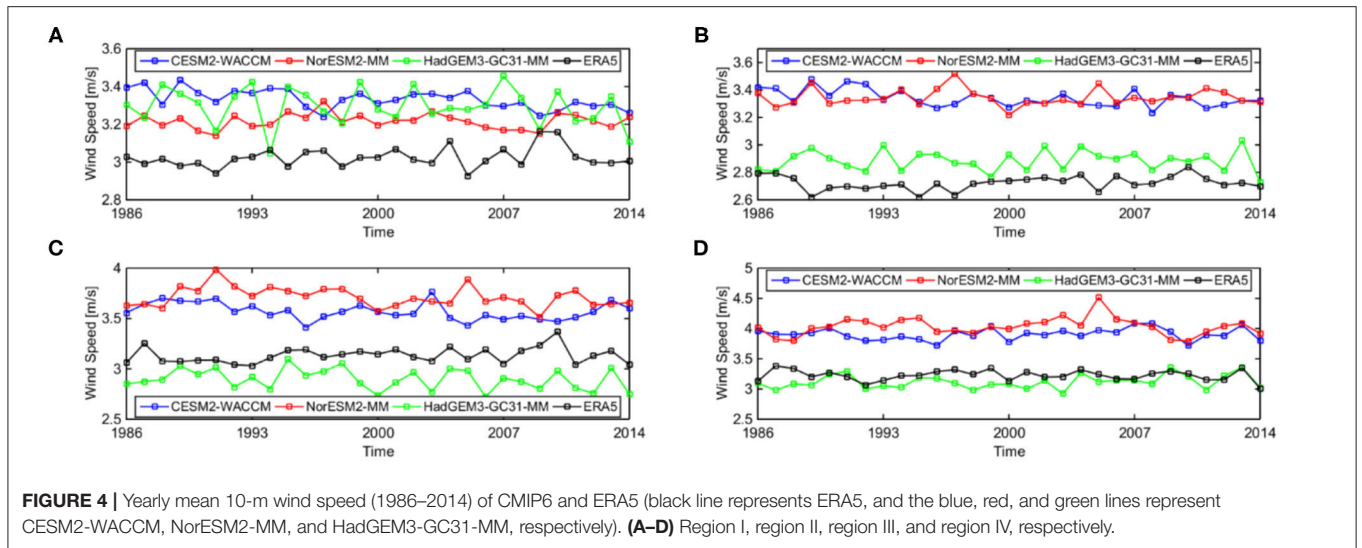 A
3.6
3.4
3.2
3.0
2.8
Wind Speed [m/s]
CESM2-WACCM NorESM2-MM HadGEM3-GC31-MM ERA5
1986 1993 2000 2007 2014
Time
B
3.6
3.4
3.2
3.0
2.8
2.6
Wind Speed [m/s]
CESM2-WACCM NorESM2-MM HadGEM3-GC31-MM ERA5
1986 1993 2000 2007 2014
Time
C
4
3.5
3
2.5
Wind Speed [m/s]
CESM2-WACCM NorESM2-MM HadGEM3-GC31-MM ERA5
1986 1993 2000 2007 2014
Time
D
5
4.5
4
3.5
3
2.5
Wind Speed [m/s]
CESM2-WACCM NorESM2-MM HadGEM3-GC31-MM ERA5
1986 1993 2000 2007 2014
Time
FIGURE 4 | Yearly mean 10-m wind speed (1986–2014) of CMIP6 and ERA5 (black line represents ERA5, and the blue, red, and green lines represent
CESM2-WACCM, NorESM2-MM, and HadGEM3-GC31-MM, respectively). (A–D) Region I, region II, region III, and region IV, respectively.